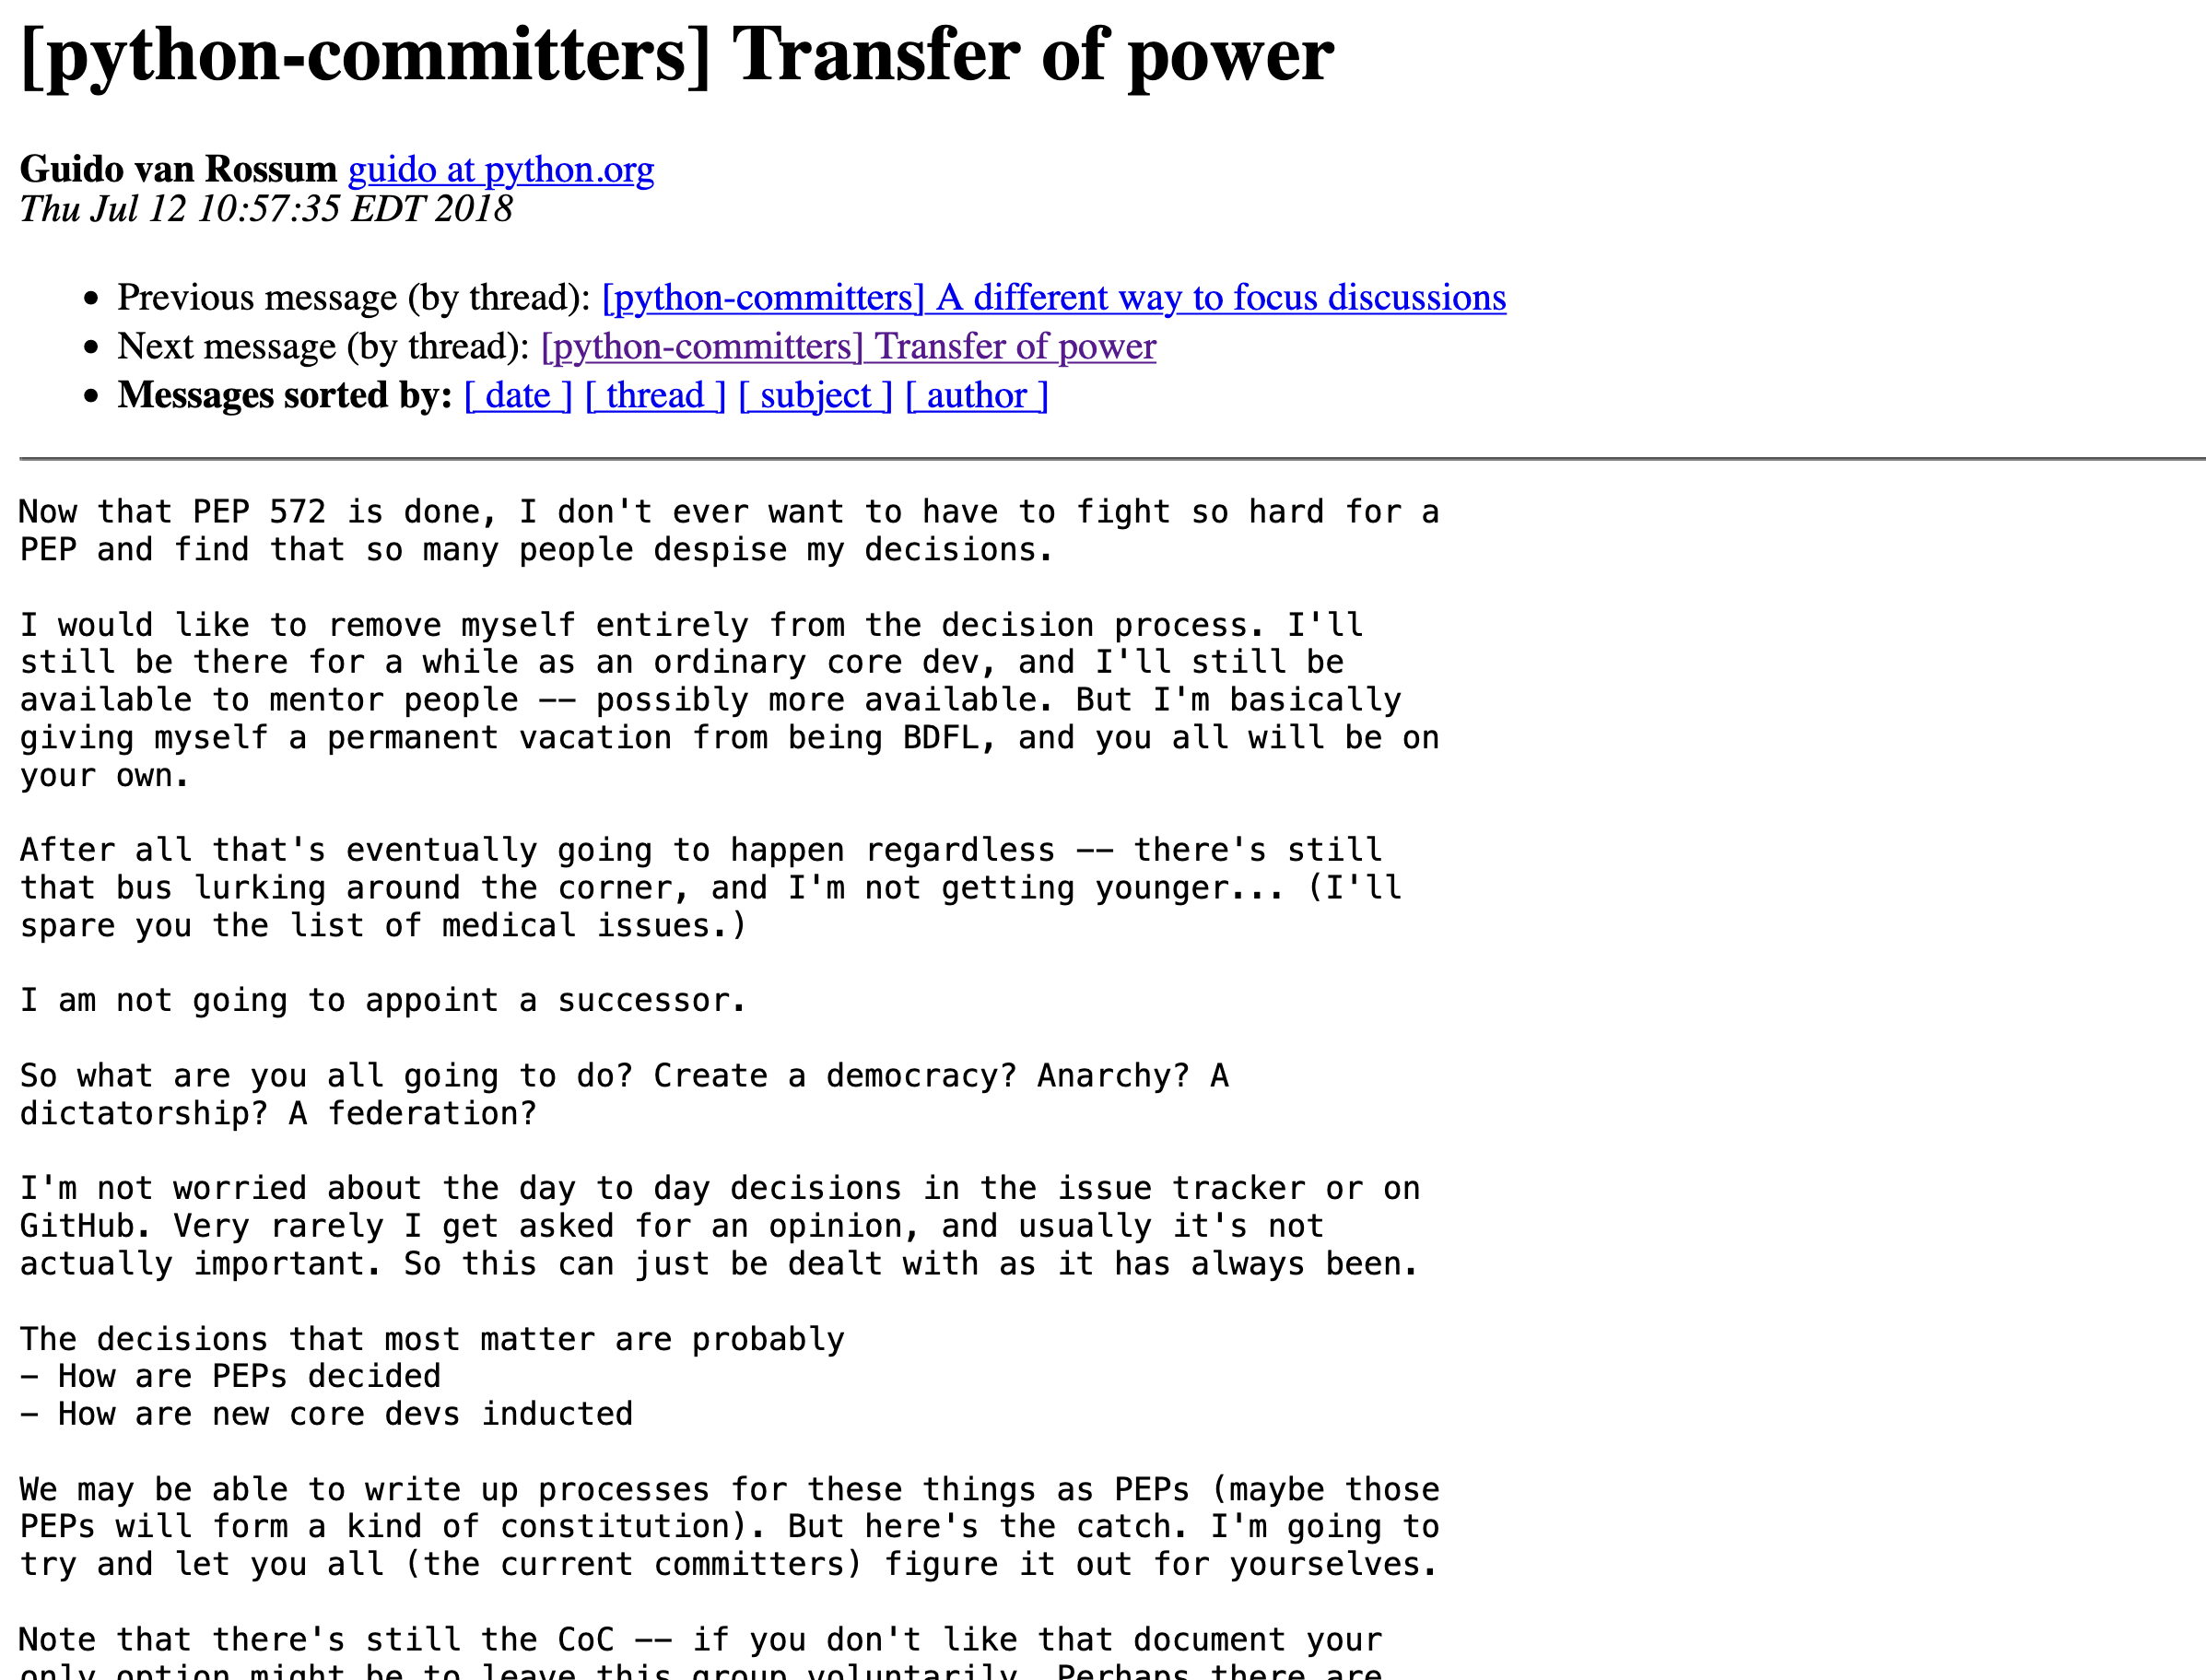 [python-committers] Transfer of power
Guido van Rossum guido at python.org
Thu Jul 12 10:57:35 EDT 2018
• Previous message (by thread): [python-committers] A different way to focus discussions
• Next message (by thread): [python-committers] Transfer of power
• Messages sorted by: [ date ] [ thread ] [ subject ] [ author ]
Now that PEP 572 is done, I don't ever want to have to fight so hard for a
PEP and find that so many people despise my decisions.
I would like to remove myself entirely from the decision process. I'll
still be there for a while as an ordinary core dev, and I'll still be
available to mentor people -- possibly more available. But I'm basically
giving myself a permanent vacation from being BDFL, and you all will be on
your own.
After all that's eventually going to happen regardless -- there's still
that bus lurking around the corner, and I'm not getting younger... (I'll
spare you the list of medical issues.)
I am not going to appoint a successor.
So what are you all going to do? Create a democracy? Anarchy? A
dictatorship? A federation?
I'm not worried about the day to day decisions in the issue tracker or on
GitHub. Very rarely I get asked for an opinion, and usually it's not
actually important. So this can just be dealt with as it has always been.
The decisions that most matter are probably
- How are PEPs decided
- How are new core devs inducted
We may be able to write up processes for these things as PEPs (maybe those
PEPs will form a kind of constitution). But here's the catch. I'm going to
try and let you all (the current committers) figure it out for yourselves.
Note that there's still the CoC -- if you don't like that document your
only option might be to leave this group voluntarily. Perhaps there are